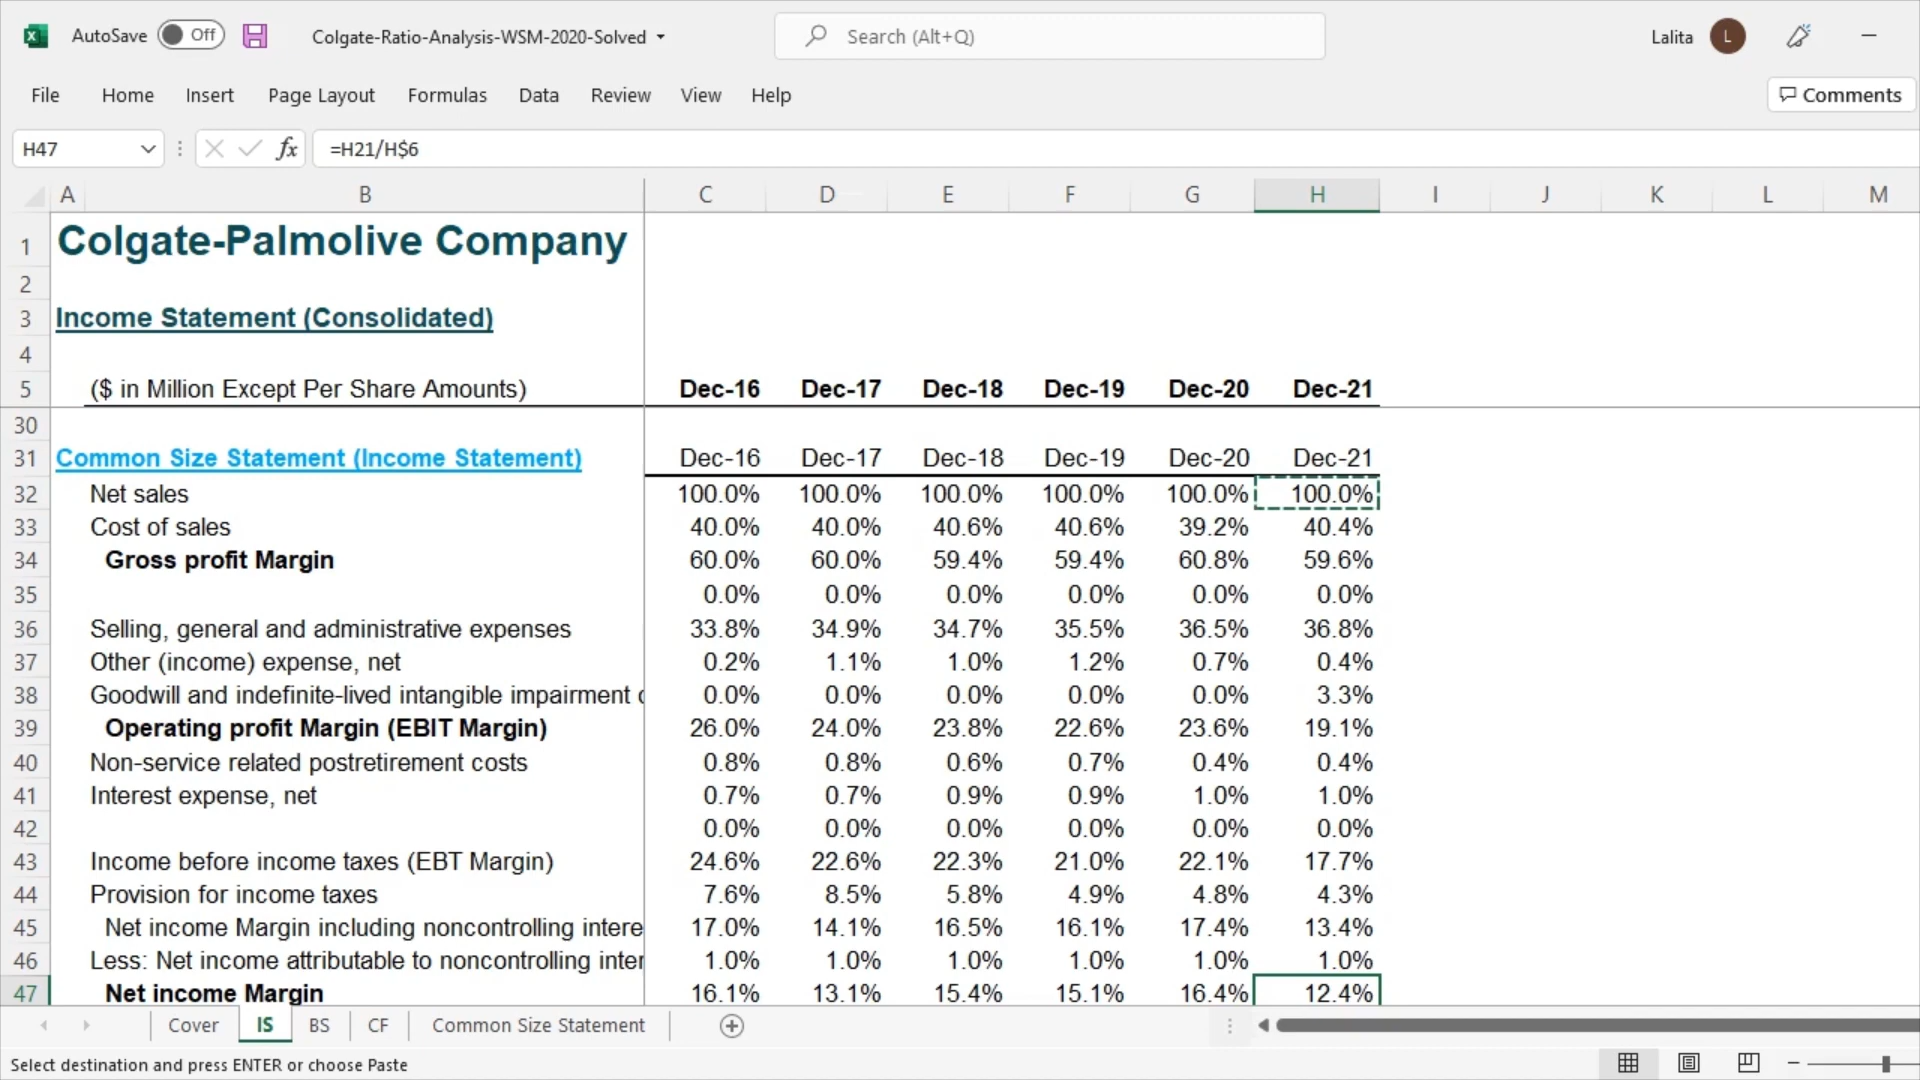 AutoSave Off Colgate-Ratio-Analysis-WSM-2020-Solved Search (Alt+Q) Lalita L
File Home Insert Page Layout Formulas Data Review View Help Comments
H47 fx =H21/H$6
A B C D E F G H I J K L M
1 Colgate-Palmolive Company
2
3 Income Statement (Consolidated)
4
5 ($ in Million Except Per Share Amounts) Dec-16 Dec-17 Dec-18 Dec-19 Dec-20 Dec-21
30
31 Common Size Statement (Income Statement) Dec-16 Dec-17 Dec-18 Dec-19 Dec-20 Dec-21
32 Net sales 100.0% 100.0% 100.0% 100.0% 100.0% 100.0%
33 Cost of sales 40.0% 40.0% 40.6% 40.6% 39.2% 40.4%
34 Gross profit Margin 60.0% 60.0% 59.4% 59.4% 60.8% 59.6%
35 0.0% 0.0% 0.0% 0.0% 0.0% 0.0%
36 Selling, general and administrative expenses 33.8% 34.9% 34.7% 35.5% 36.5% 36.8%
37 Other (income) expense, net 0.2% 1.1% 1.0% 1.2% 0.7% 0.4%
38 Goodwill and indefinite-lived intangible impairment 0.0% 0.0% 0.0% 0.0% 0.0% 3.3%
39 Operating profit Margin (EBIT Margin) 26.0% 24.0% 23.8% 22.6% 23.6% 19.1%
40 Non-service related postretirement costs 0.8% 0.8% 0.6% 0.7% 0.4% 0.4%
41 Interest expense, net 0.7% 0.7% 0.9% 0.9% 1.0% 1.0%
42 0.0% 0.0% 0.0% 0.0% 0.0% 0.0%
43 Income before income taxes (EBT Margin) 24.6% 22.6% 22.3% 21.0% 22.1% 17.7%
44 Provision for income taxes 7.6% 8.5% 5.8% 4.9% 4.8% 4.3%
45 Net income Margin including noncontrolling intere 17.0% 14.1% 16.5% 16.1% 17.4% 13.4%
46 Less: Net income attributable to noncontrolling inter 1.0% 1.0% 1.0% 1.0% 1.0% 1.0%
47 Net income Margin 16.1% 13.1% 15.4% 15.1% 16.4% 12.4%
Cover IS BS CF Common Size Statement
Select destination and press ENTER or choose Paste